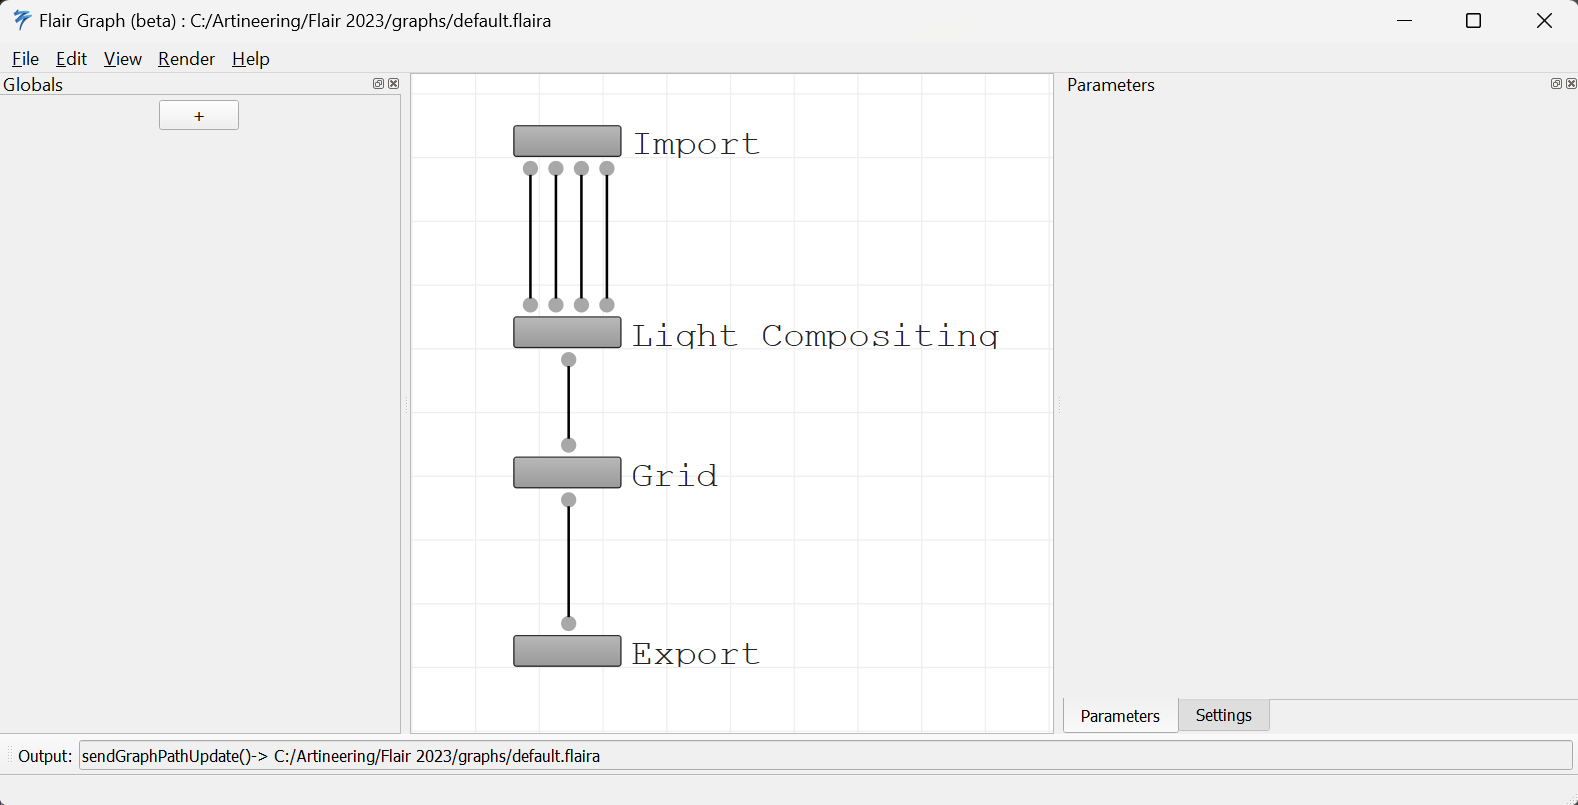 Flair Graph (beta) : C:/Artineering/Flair 2023/graphs/default.flaira
File Edit View Render Help
Globals
+
Import
Light Compositing
Grid
Export
Parameters
Parameters Settings
Output: sendGraphPathUpdate()-> C:/Artineering/Flair 2023/graphs/default.flaira